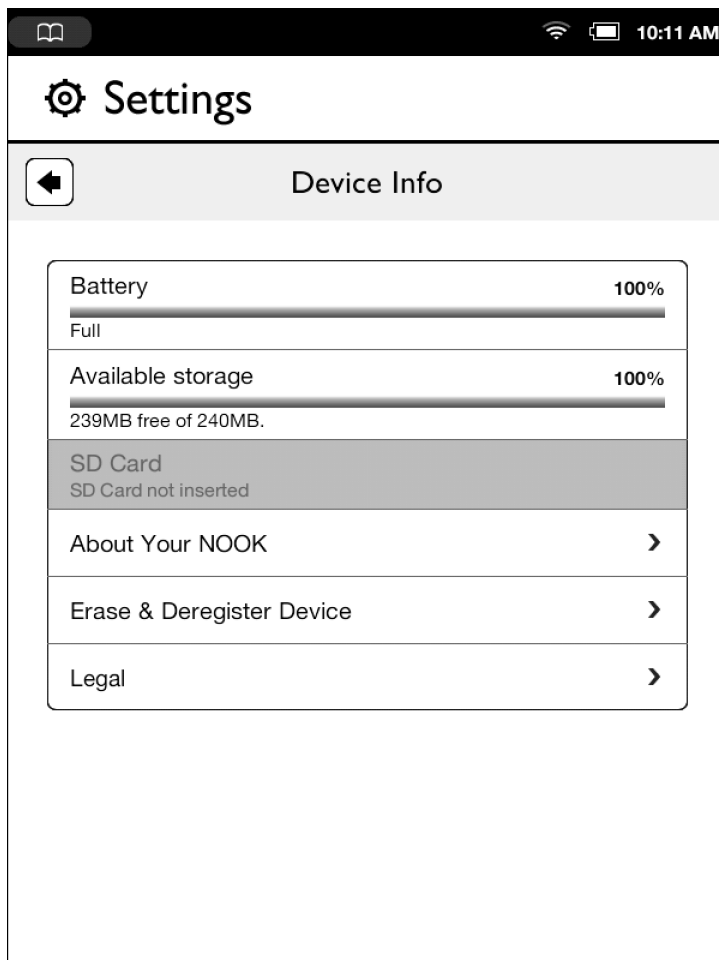 10:11 AM
Settings
Device Info
Battery 100%
Full
Available storage 100%
239MB free of 240MB.
SD Card
SD Card not inserted
About Your NOOK
Erase & Deregister Device
Legal